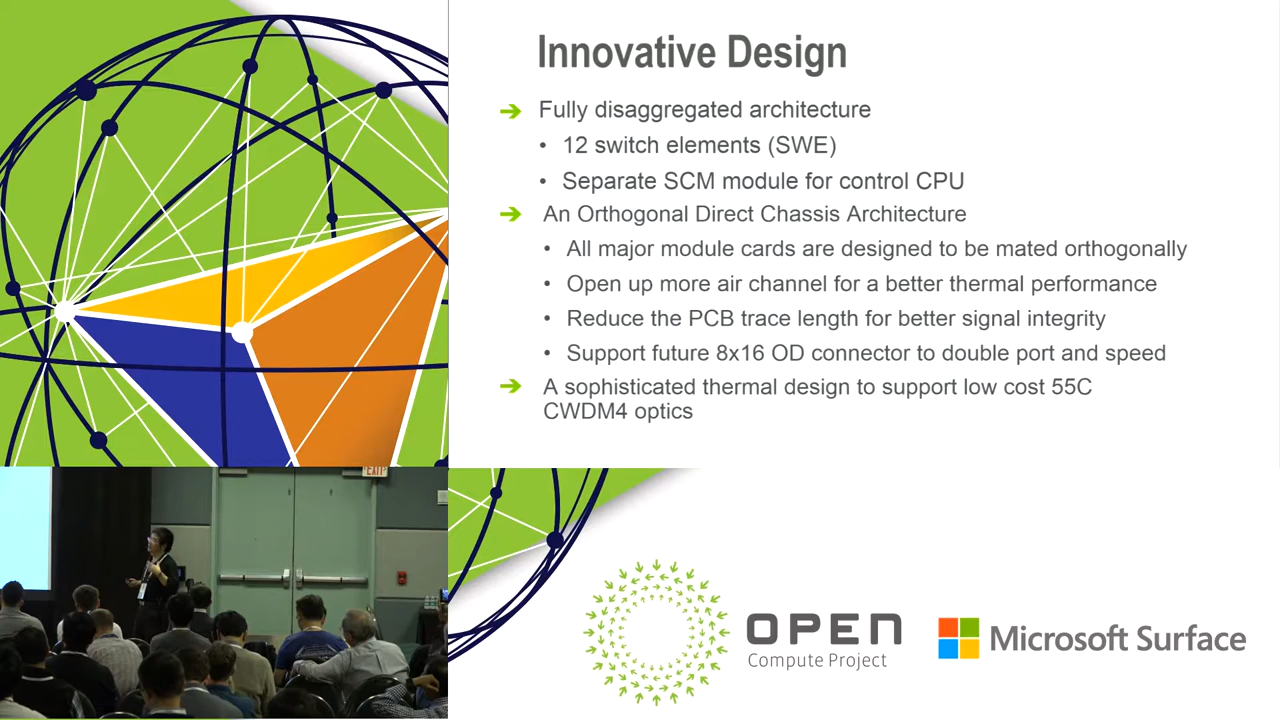 Innovative Design
➔ Fully disaggregated architecture
• 12 switch elements (SWE)
• Separate SCM module for control CPU
➔ An Orthogonal Direct Chassis Architecture
• All major module cards are designed to be mated orthogonally
• Open up more air channel for a better thermal performance
• Reduce the PCB trace length for better signal integrity
• Support future 8x16 OD connector to double port and speed
➔ A sophisticated thermal design to support low cost 55C
CWDM4 optics
EXIT
OPEN
Compute Project
Microsoft Surface